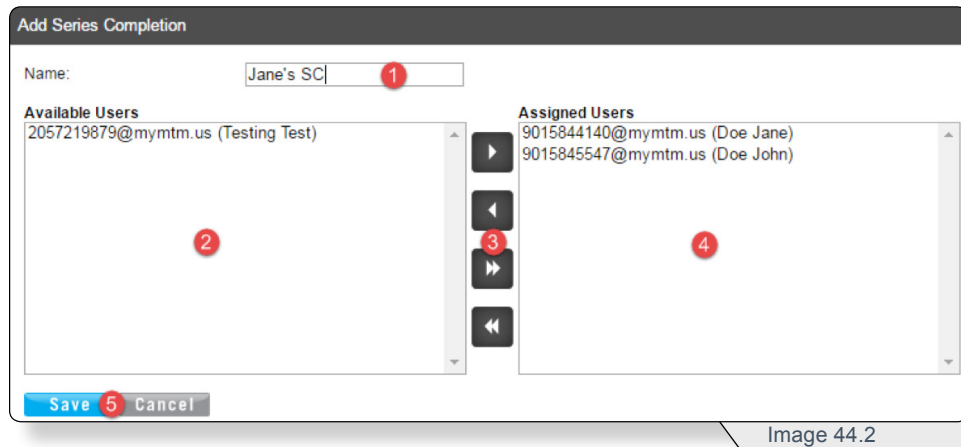 Add Series Completion
Name: Jane's SC 1
Available Users
2057219879@mymtm.us (Testing Test)
2
3
Assigned Users
9015844140@mymtm.us (Doe Jane)
9015845547@mymtm.us (Doe John)
4
Save 5 Cancel
Image 44.2